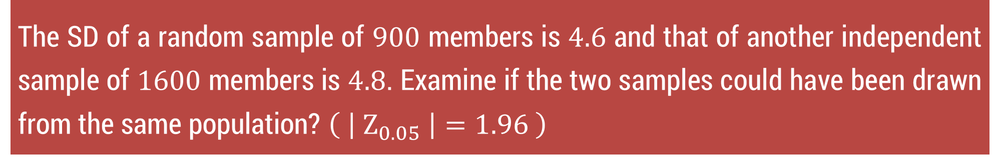 The SD of a random sample of 900 members is 4.6 and that of another independent
sample of 1600 members is 4.8. Examine if the two samples could have been drawn
from the same population? ( | Z₀.₀₅ | = 1.96 )